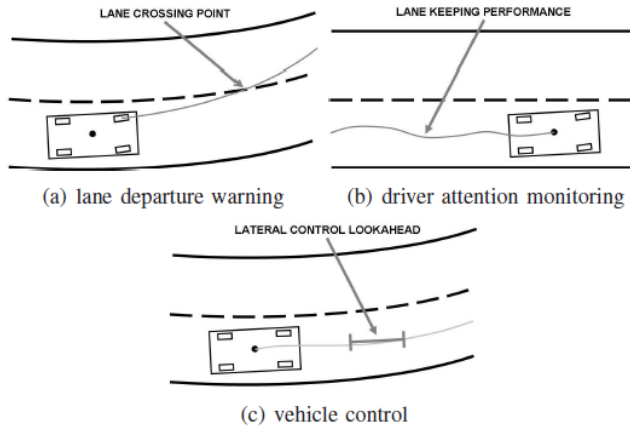 LANE CROSSING POINT
LANE KEEPING PERFORMANCE
(a) lane departure warning
(b) driver attention monitoring
LATERAL CONTROL LOOKAHEAD
(c) vehicle control